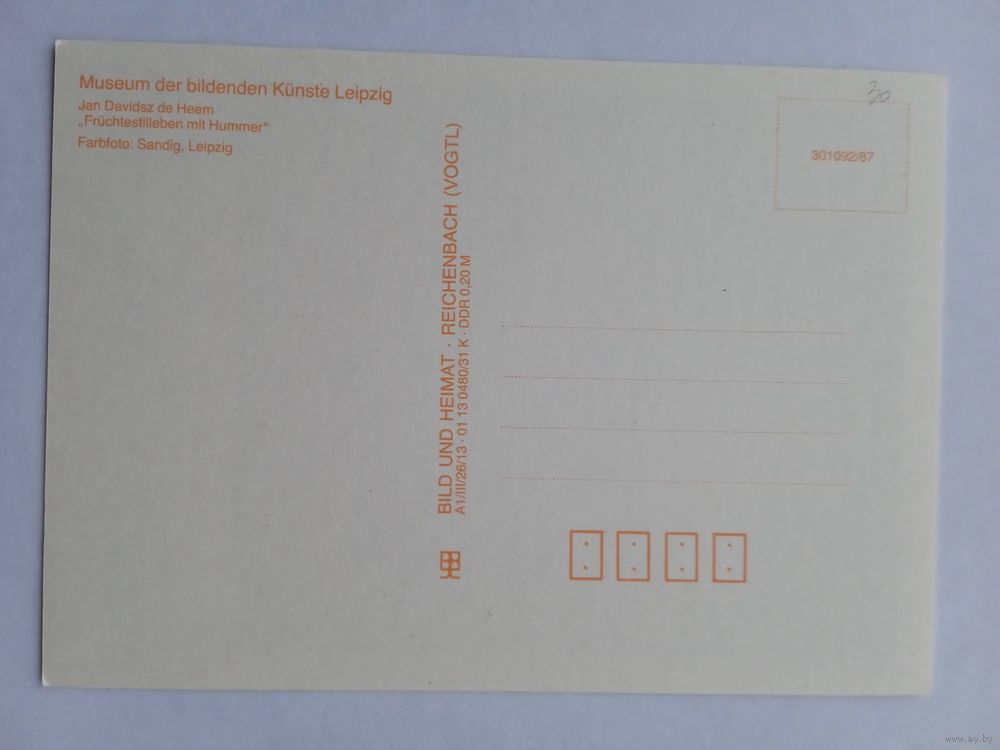 Museum der bildenden Künste Leipzig
Jan Davidsz de Heem
„Früchtestilleben mit Hummer"
Farbfoto: Sandig, Leipzig
BILD UND HEIMAT · REICHENBACH (VOGTL)
A1/III/26/13 · 01 13 0480/31 K · DDR 0,20 M
30
301092/87
www.ay.by